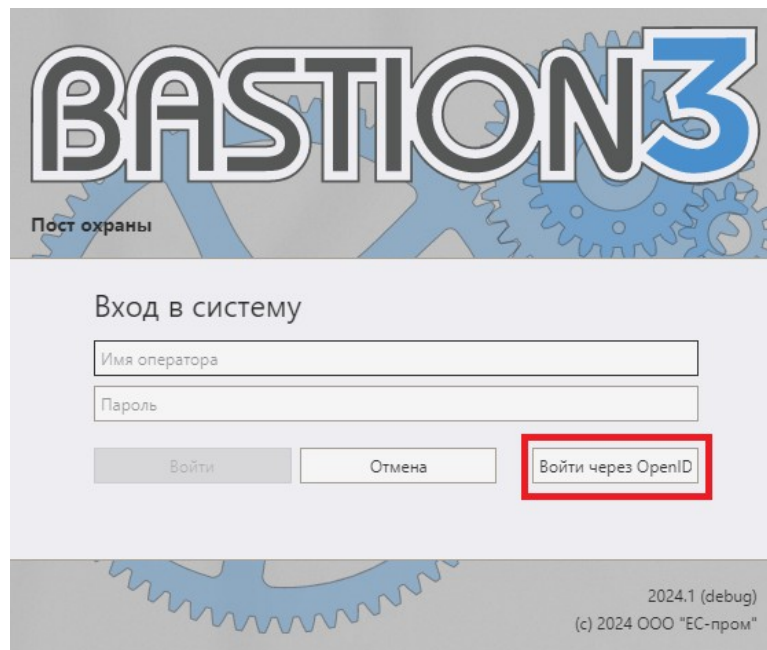 BASTION3
Пост охраны
Вход в систему
Имя оператора
Пароль
Войти
Отмена
Войти через OpenID
2024.1 (debug)
(c) 2024 ООО "ЕС-пром"